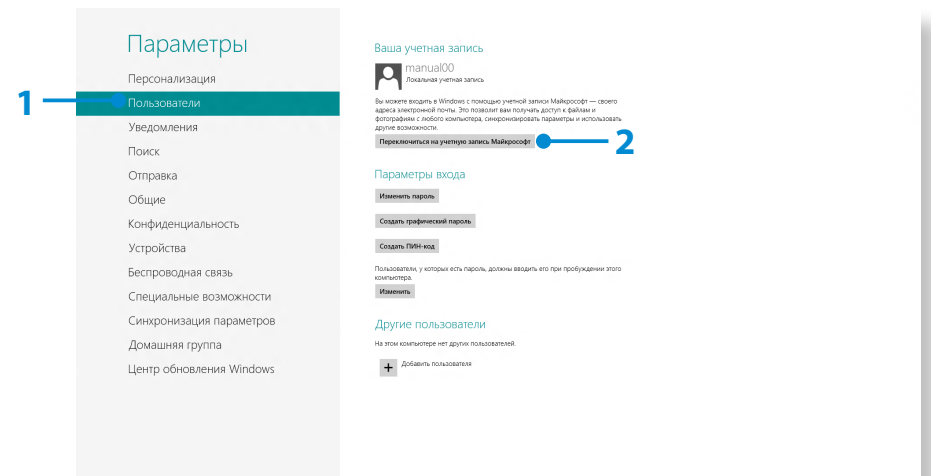 Параметры
Персонализация
1
Пользователи
Уведомления
Поиск
Отправка
Общие
Конфиденциальность
Устройства
Беспроводная связь
Специальные возможности
Синхронизация параметров
Домашняя группа
Центр обновления Windows
Ваша учетная запись
manual00
Локальная учетная запись
Вы можете входить в Windows с помощью учетной записи Майкрософт — своего
адреса электронной почты. Это позволит вам получать доступ к файлам и
фотографиям с любого компьютера, синхронизировать параметры и использовать
другие возможности.
Переключиться на учетную запись Майкрософт
2
Параметры входа
Изменить пароль
Создать графический пароль
Создать ПИН-код
Пользователи, у которых есть пароль, должны вводить его при пробуждении этого
компьютера.
Изменить
Другие пользователи
На этом компьютере нет других пользователей.
+ Добавить пользователя